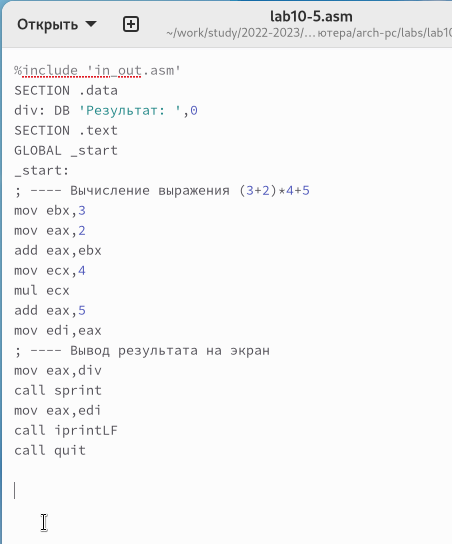 Открыть
lab10-5.asm
~/work/study/2022-2023/...ютера/arch-pc/labs/lab10
%include 'in_out.asm'
SECTION .data
div: DB 'Результат: ',0
SECTION .text
GLOBAL _start
_start:
; ---- Вычисление выражения (3+2)*4+5
mov ebx,3
mov eax,2
add eax,ebx
mov ecx,4
mul ecx
add eax,5
mov edi,eax
; ---- Вывод результата на экран
mov eax,div
call sprint
mov eax,edi
call iprintLF
call quit